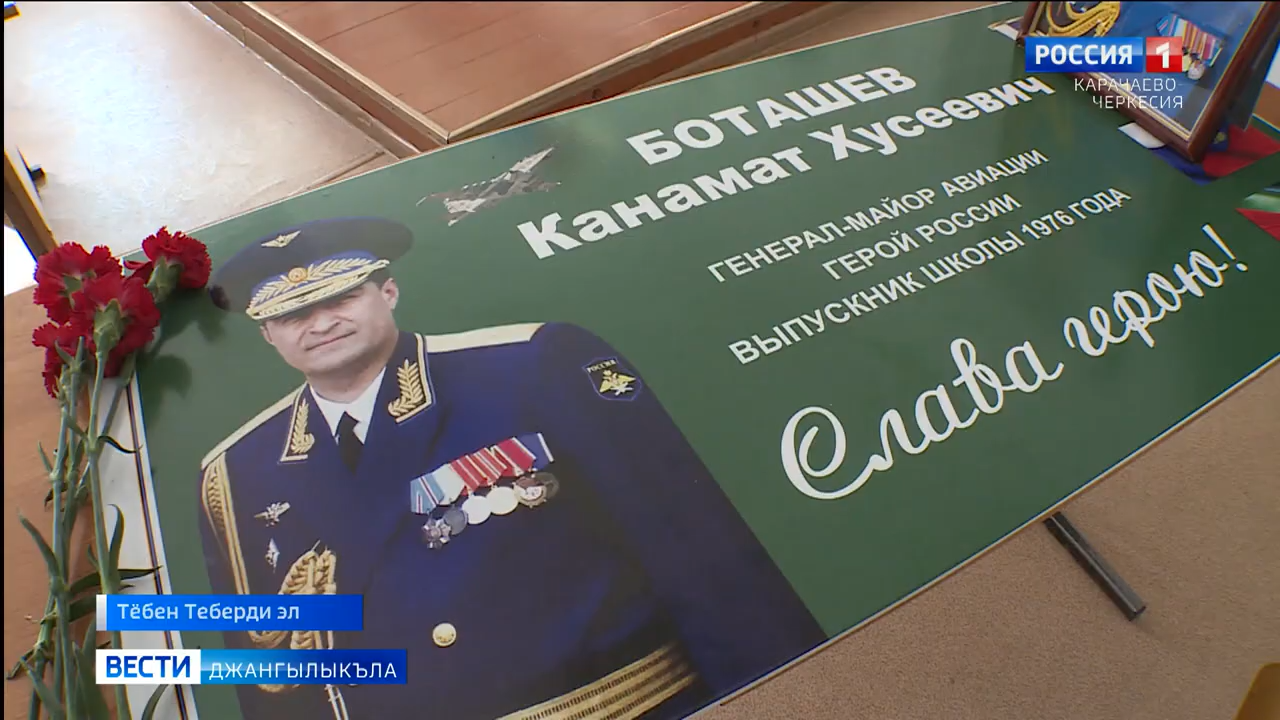 РОССИЯ 1
КАРАЧАЕВО
ЧЕРКЕСИЯ
БОТАШЕВ
Канамат Хусеевич
ГЕНЕРАЛ-МАЙОР АВИАЦИИ
ГЕРОЙ РОССИИ
ВЫПУСКНИК ШКОЛЫ 1976 ГОДА
Слава герою!
РОССИЯ
Тёбен Теберди эл
ВЕСТИ ДЖАНГЫЛЫКЪЛА